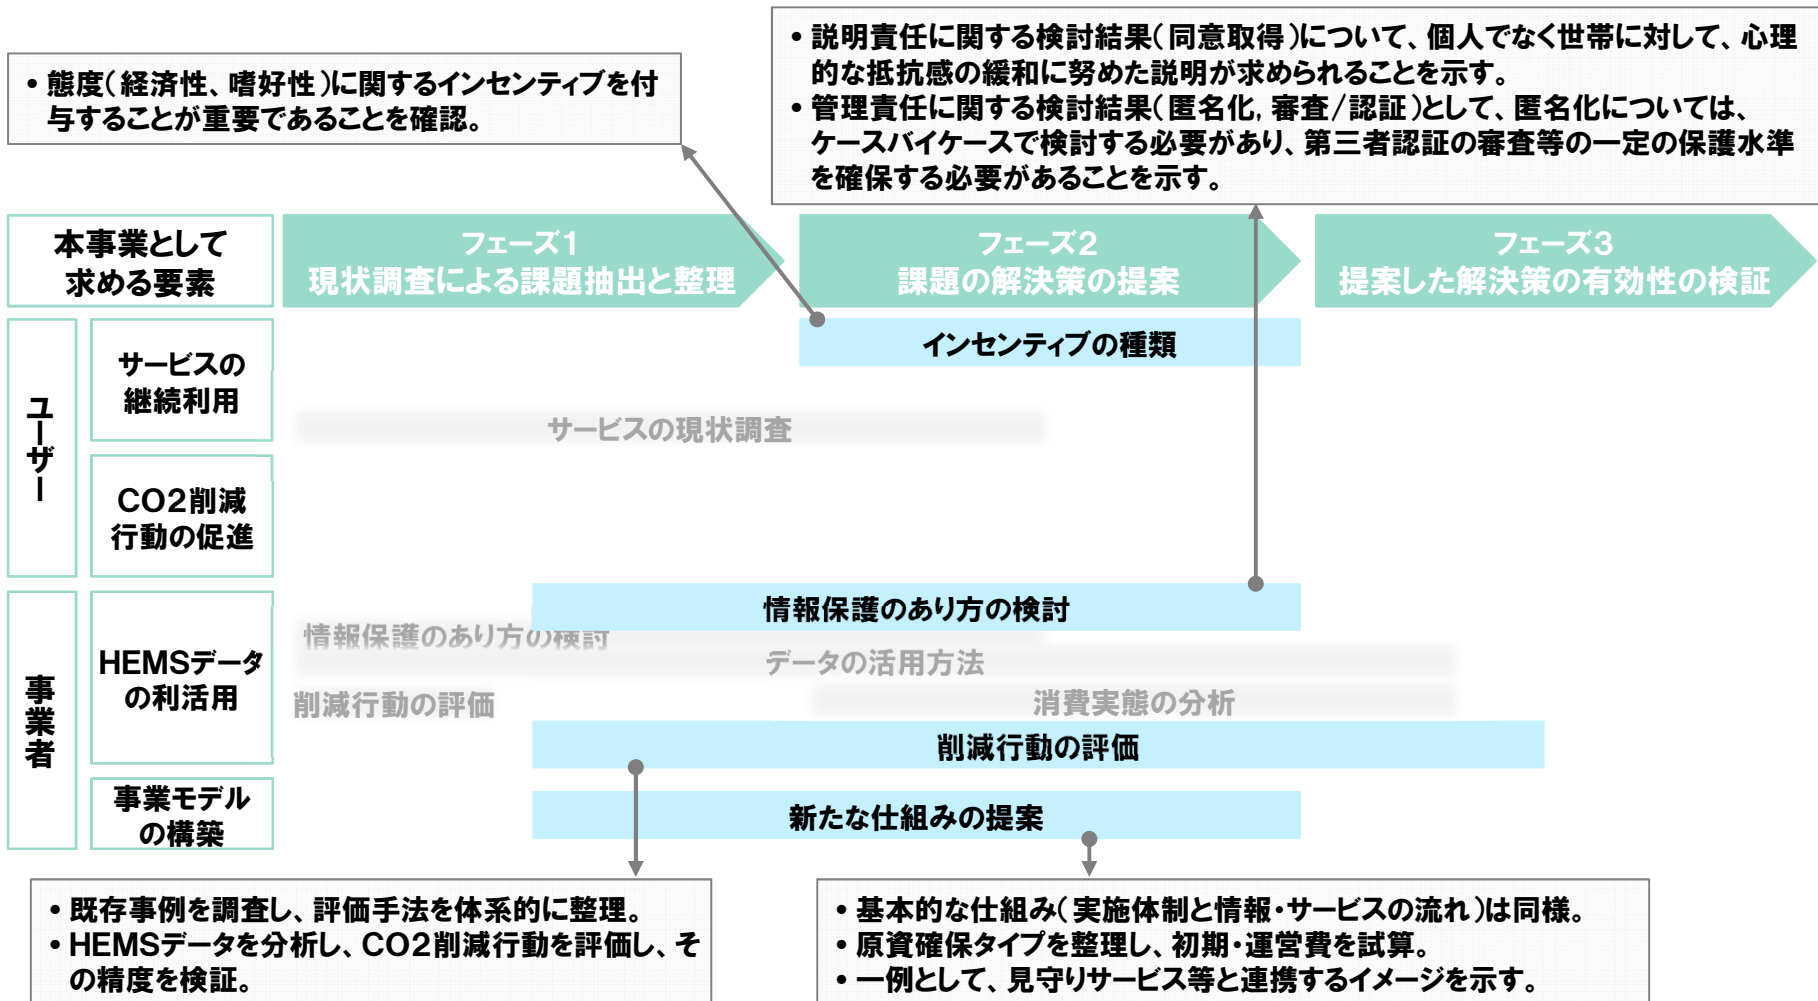 • 態度(経済性、嗜好性)に関するインセンティブを付
与することが重要であることを確認。
• 説明責任に関する検討結果(同意取得)について、個人でなく世帯に対して、心理
的な抵抗感の緩和に努めた説明が求められることを示す。
• 管理責任に関する検討結果(匿名化, 審査/認証)として、匿名化については、
ケースバイケースで検討する必要があり、第三者認証の審査等の一定の保護水準
を確保する必要があることを示す。
本事業として
求める要素
フェーズ1
現状調査による課題抽出と整理
フェーズ2
課題の解決策の提案
フェーズ3
提案した解決策の有効性の検証
ユーザー
サービスの
継続利用
インセンティブの種類
サービスの現状調査
CO2削減
行動の促進
事業者
HEMSデータ
の利活用
情報保護のあり方の検討
情報保護のあり方の検討
データの活用方法
削減行動の評価
消費実態の分析
削減行動の評価
事業モデル
の構築
新たな仕組みの提案
• 既存事例を調査し、評価手法を体系的に整理。
• HEMSデータを分析し、CO2削減行動を評価し、そ
の精度を検証。
• 基本的な仕組み(実施体制と情報・サービスの流れ)は同様。
• 原資確保タイプを整理し、初期・運営費を試算。
• 一例として、見守りサービス等と連携するイメージを示す。